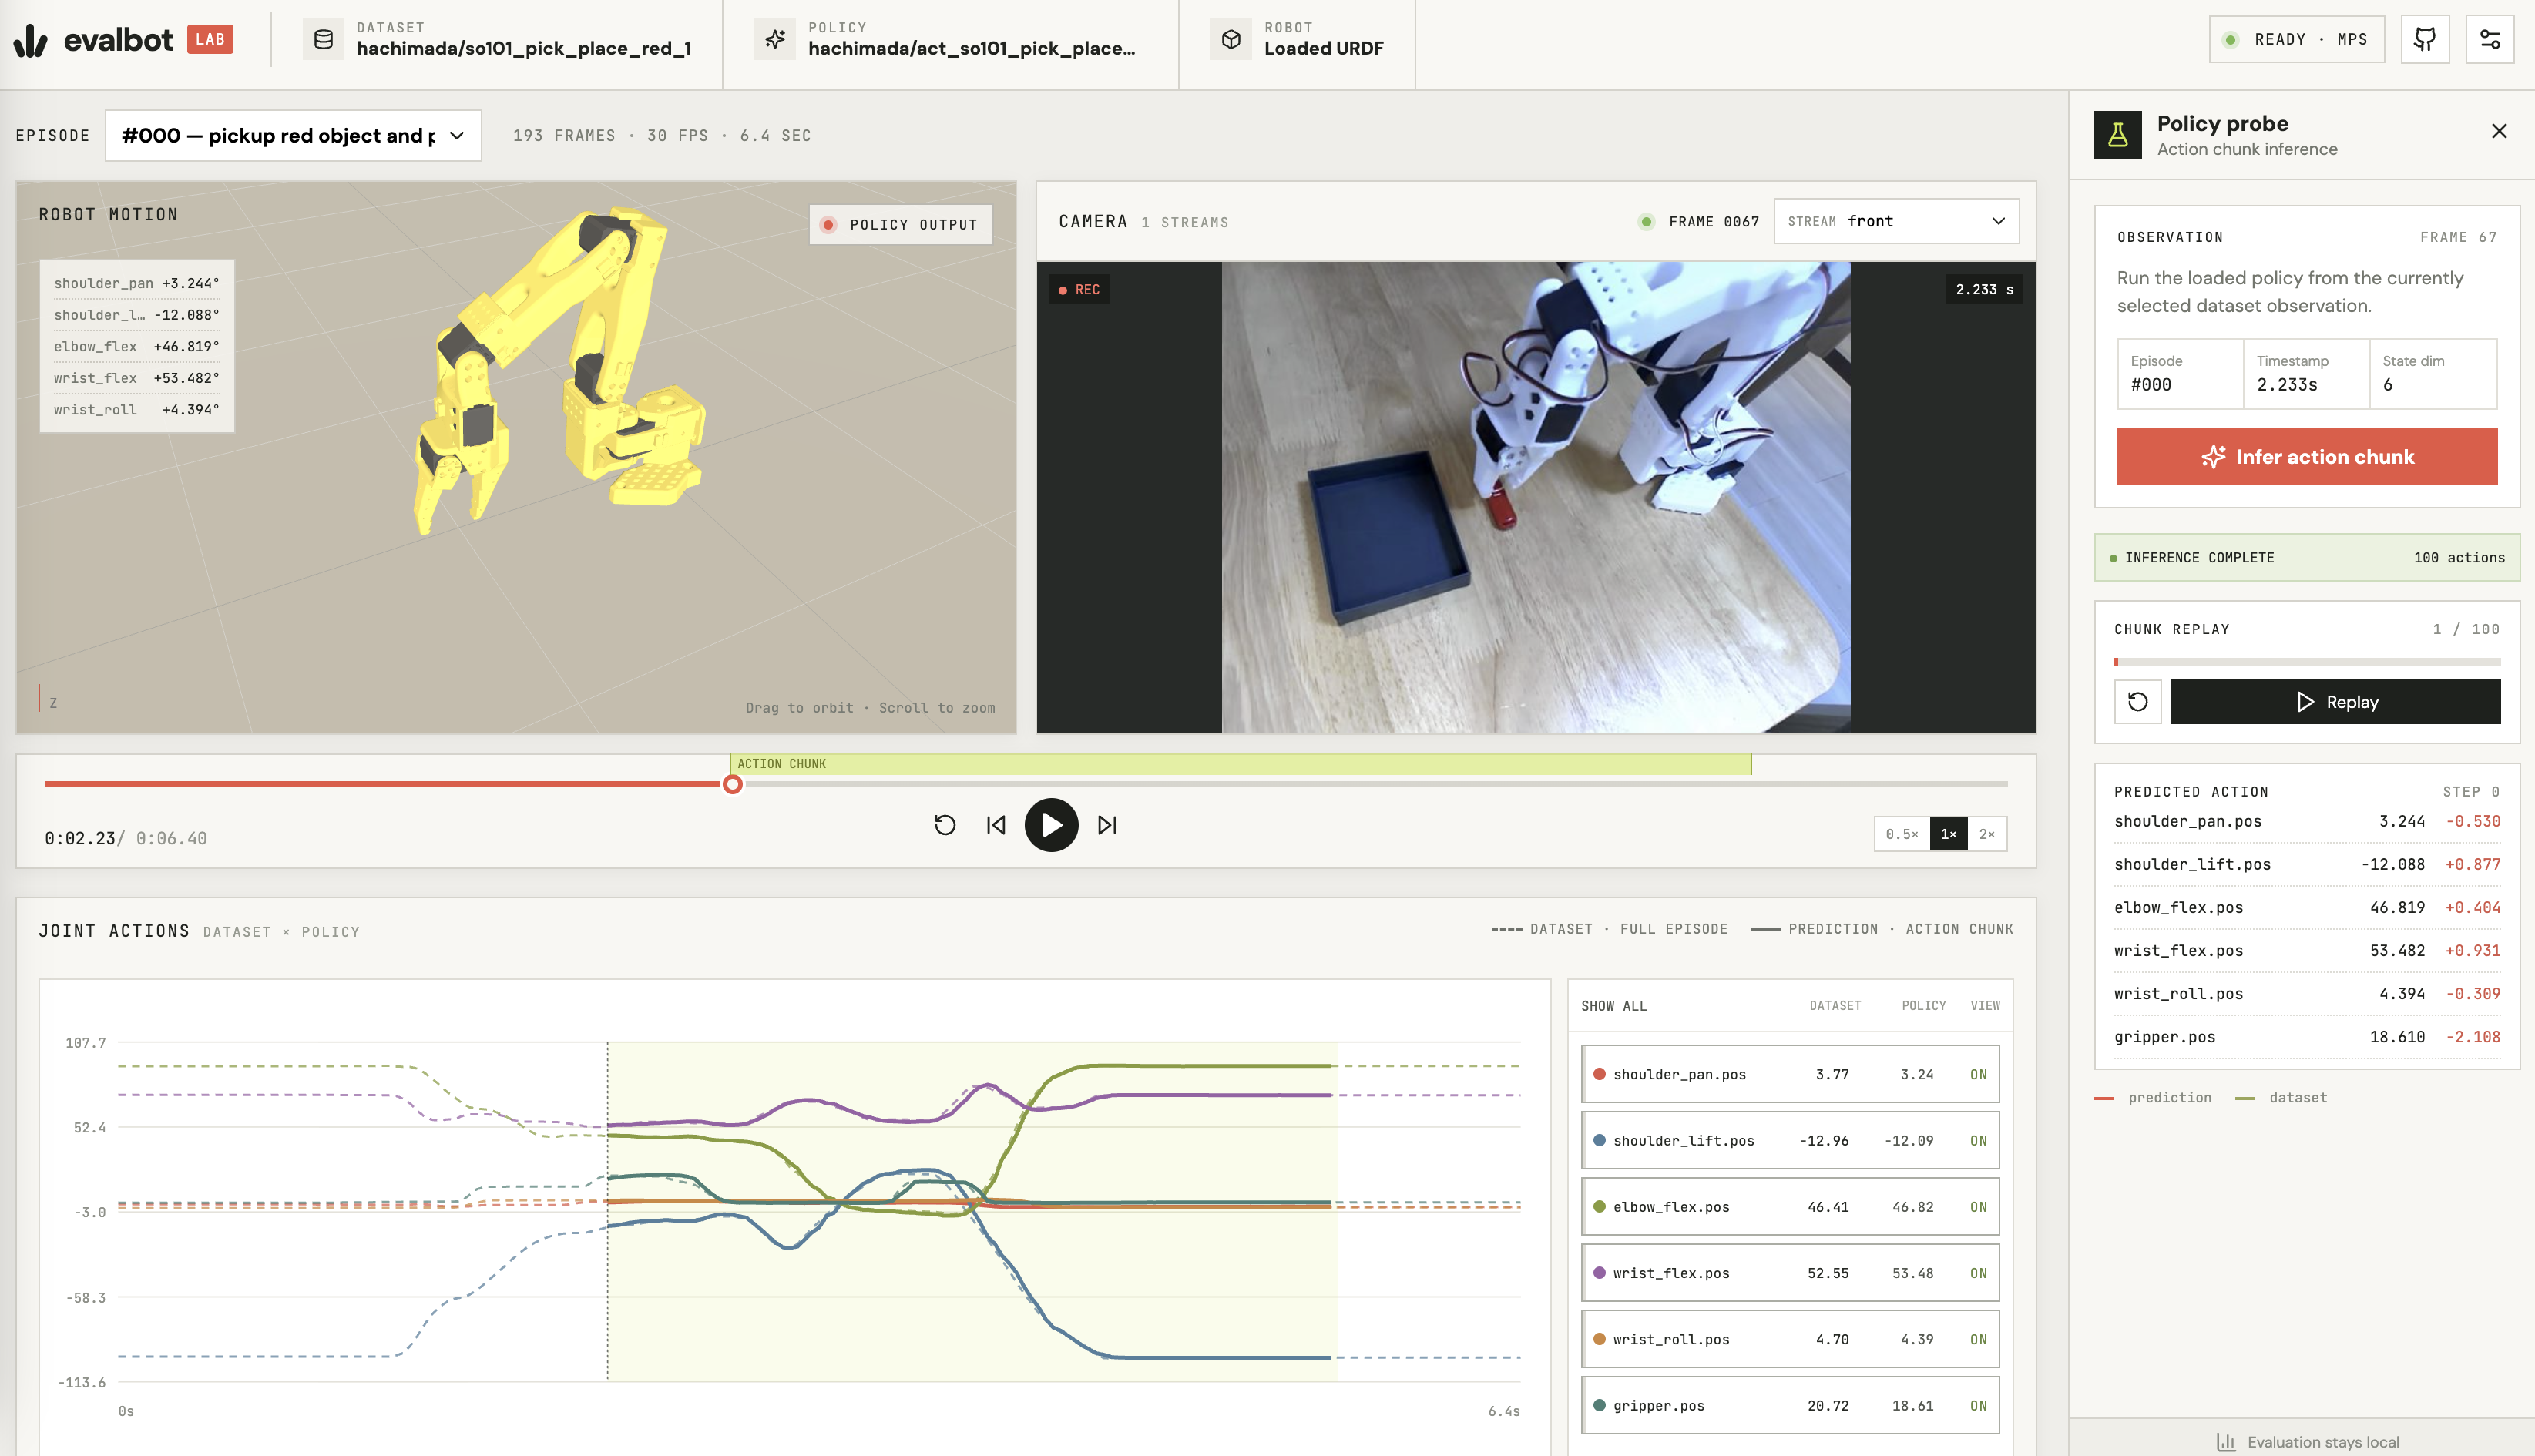 evalbot LAB
DATASET
hachimada/so101_pick_place_red_1
POLICY
hachimada/act_so101_pick_place...
ROBOT
Loaded URDF
READY · MPS
EPISODE
#000 — pickup red object and p
193 FRAMES · 30 FPS · 6.4 SEC
ROBOT MOTION
POLICY OUTPUT
shoulder_pan +3.244°
shoulder_l… -12.088°
elbow_flex +46.819°
wrist_flex +53.482°
wrist_roll +4.394°
Z
Drag to orbit · Scroll to zoom
CAMERA 1 STREAMS
FRAME 0067
STREAM front
REC
2.233 s
ACTION CHUNK
0:02.23/ 0:06.40
0.5× 1× 2×
JOINT ACTIONS DATASET × POLICY
DATASET · FULL EPISODE
PREDICTION · ACTION CHUNK
107.7
52.4
-3.0
-58.3
-113.6
0s
6.4s
SHOW ALL DATASET POLICY VIEW
shoulder_pan.pos 3.77 3.24 ON
shoulder_lift.pos -12.96 -12.09 ON
elbow_flex.pos 46.41 46.82 ON
wrist_flex.pos 52.55 53.48 ON
wrist_roll.pos 4.70 4.39 ON
gripper.pos 20.72 18.61 ON
Policy probe
Action chunk inference
OBSERVATION FRAME 67
Run the loaded policy from the currently
selected dataset observation.
Episode Timestamp State dim
#000 2.233s 6
Infer action chunk
INFERENCE COMPLETE 100 actions
CHUNK REPLAY 1 / 100
Replay
PREDICTED ACTION STEP 0
shoulder_pan.pos 3.244 -0.530
shoulder_lift.pos -12.088 +0.877
elbow_flex.pos 46.819 +0.404
wrist_flex.pos 53.482 +0.931
wrist_roll.pos 4.394 -0.309
gripper.pos 18.610 -2.108
prediction dataset
Evaluation stays local